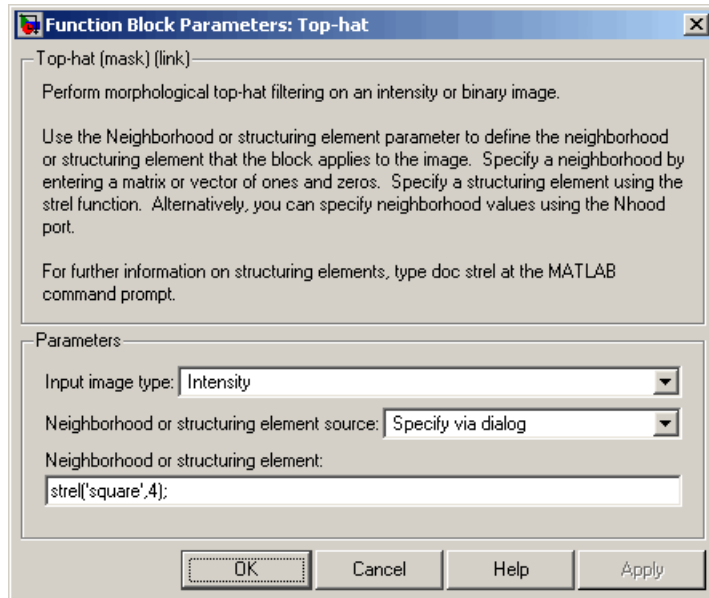 Function Block Parameters: Top-hat
Top-hat (mask) (link)
Perform morphological top-hat filtering on an intensity or binary image.
Use the Neighborhood or structuring element parameter to define the neighborhood
or structuring element that the block applies to the image. Specify a neighborhood by
entering a matrix or vector of ones and zeros. Specify a structuring element using the
strel function. Alternatively, you can specify neighborhood values using the Nhood
port.
For further information on structuring elements, type doc strel at the MATLAB
command prompt.
Parameters
Input image type: Intensity
Neighborhood or structuring element source: Specify via dialog
Neighborhood or structuring element:
strel('square',4);
OK Cancel Help Apply